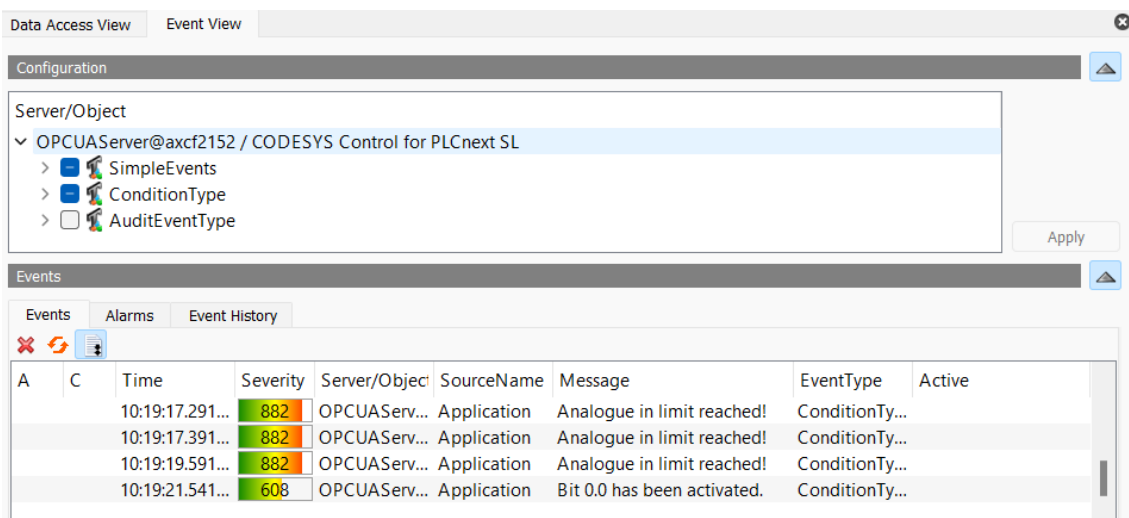 Data Access View Event View
Configuration
Server/Object
OPCUAServer@axcf2152 / CODESYS Control for PLCnext SL
SimpleEvents
ConditionType
AuditEventType
Apply
Events
Events Alarms Event History
A C Time Severity Server/Object SourceName Message EventType Active
10:19:17.291... 882 OPCUAServ... Application Analogue in limit reached! ConditionTy...
10:19:17.391... 882 OPCUAServ... Application Analogue in limit reached! ConditionTy...
10:19:19.591... 882 OPCUAServ... Application Analogue in limit reached! ConditionTy...
10:19:21.541... 608 OPCUAServ... Application Bit 0.0 has been activated. ConditionTy...